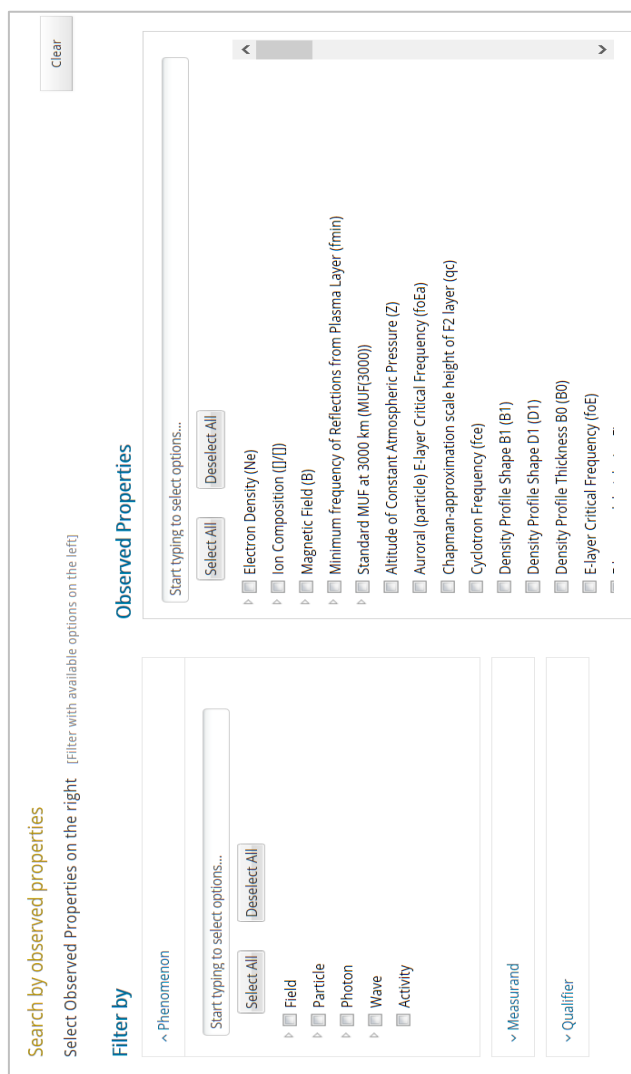 Search by observed properties
Clear
Select Observed Properties on the right [Filter with available options on the left]
Filter by
Phenomenon
Start typing to select options...
Select All Deselect All
Field
Particle
Photon
Wave
Activity
Measurand
Qualifier
Observed Properties
Start typing to select options...
Select All Deselect All
Electron Density (Ne)
Ion Composition ([]/[])
Magnetic Field (B)
Minimum frequency of Reflections from Plasma Layer (fmin)
Standard MUF at 3000 km (MUF(3000))
Altitude of Constant Atmospheric Pressure (Z)
Auroral (particle) E-layer Critical Frequency (foEa)
Chapman-approximation scale height of F2 layer (qc)
Cyclotron Frequency (fce)
Density Profile Shape B1 (B1)
Density Profile Shape D1 (D1)
Density Profile Thickness B0 (B0)
E-layer Critical Frequency (foE)